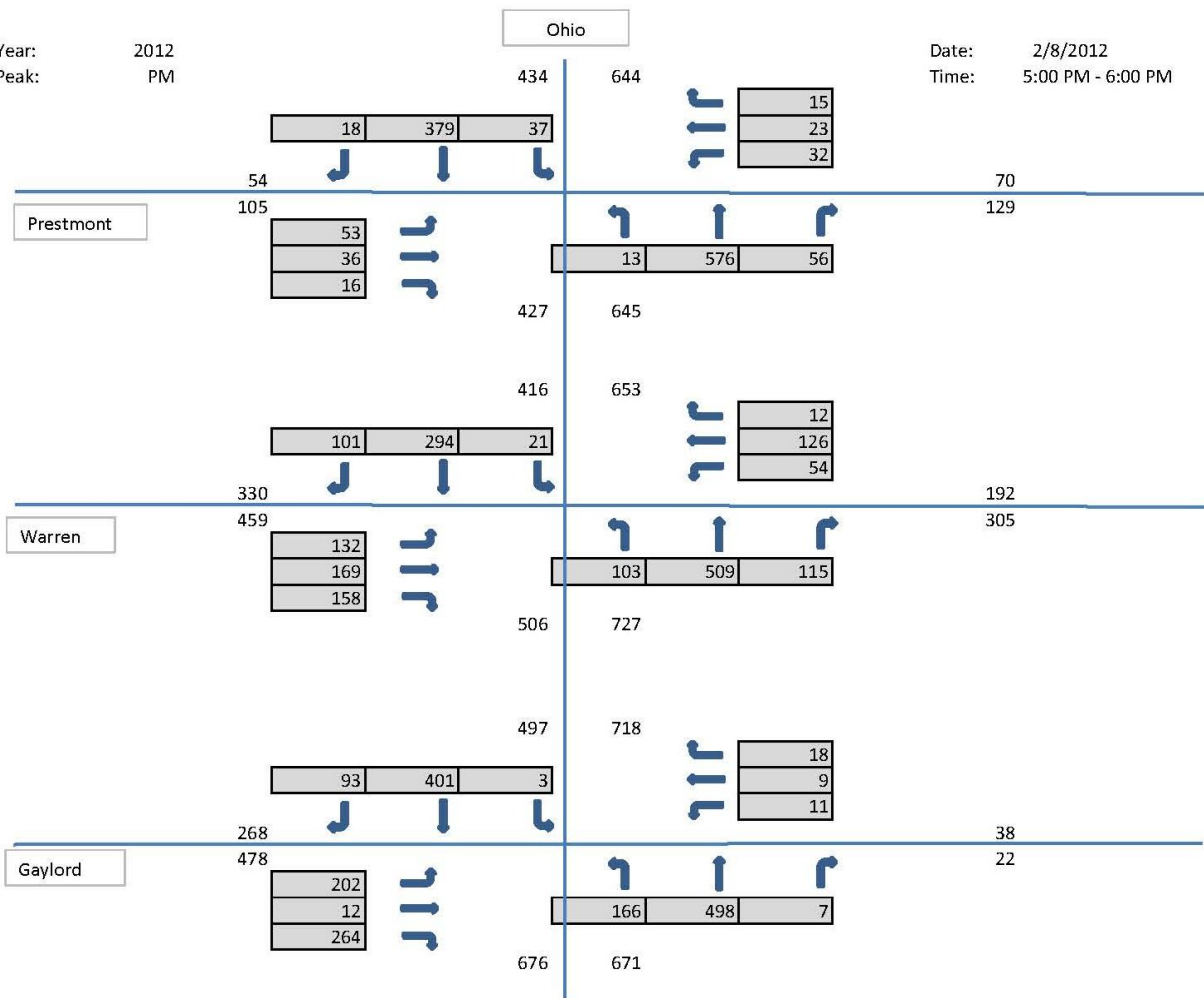 Ohio
Year: 2012
Date: 2/8/2012
Peak: PM
434 644
Time: 5:00 PM - 6:00 PM
15
18 379 37
23
32
54
70
105
129
Prestmont
53
36
13 576 56
16
427 645
416 653
12
101 294 21
126
54
330
192
459
305
Warren
132
169
103 509 115
158
506 727
497 718
18
93 401 3
9
11
268
38
478
22
Gaylord
202
12
166 498 7
264
676 671